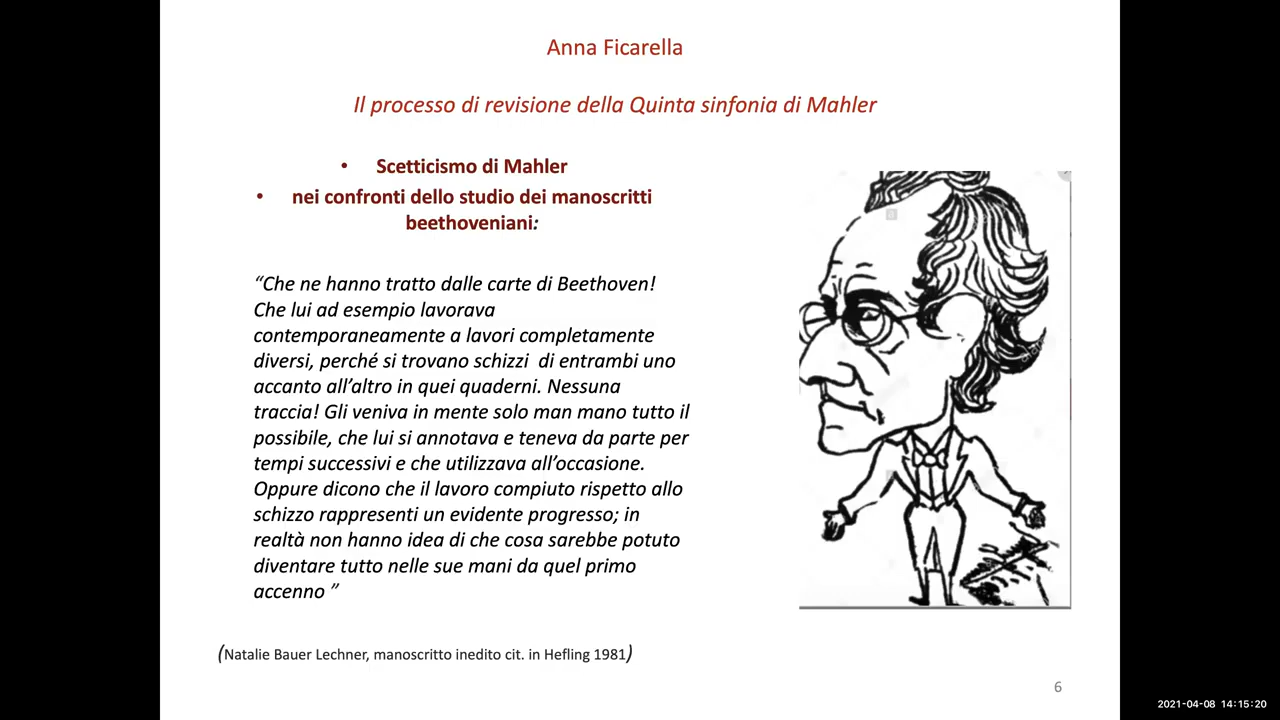 Anna Ficarella
Il processo di revisione della Quinta sinfonia di Mahler
• Scetticismo di Mahler
• nei confronti dello studio dei manoscritti
beethoveniani:
“Che ne hanno tratto dalle carte di Beethoven!
Che lui ad esempio lavorava
contemporaneamente a lavori completamente
diversi, perché si trovano schizzi di entrambi uno
accanto all’altro in quei quaderni. Nessuna
traccia! Gli veniva in mente solo man mano tutto il
possibile, che lui si annotava e teneva da parte per
tempi successivi e che utilizzava all’occasione.
Oppure dicono che il lavoro compiuto rispetto allo
schizzo rappresenti un evidente progresso; in
realtà non hanno idea di che cosa sarebbe potuto
diventare tutto nelle sue mani da quel primo
accenno ”
(Natalie Bauer Lechner, manoscritto inedito cit. in Hefling 1981)
6
2021-04-08 14:15:20